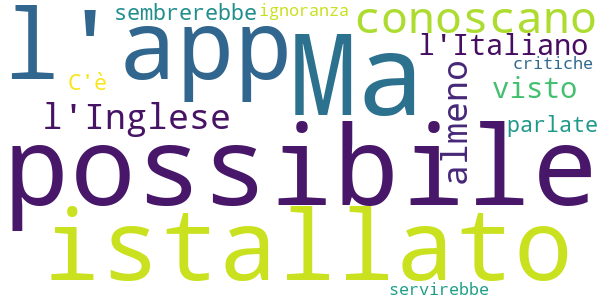 sembrerebbe ignoranza
l'app Ma conoscano
l'Italiano
critiche
C'è visto
l'Inglese almeno parlate
possibile
istallato
servirebbe